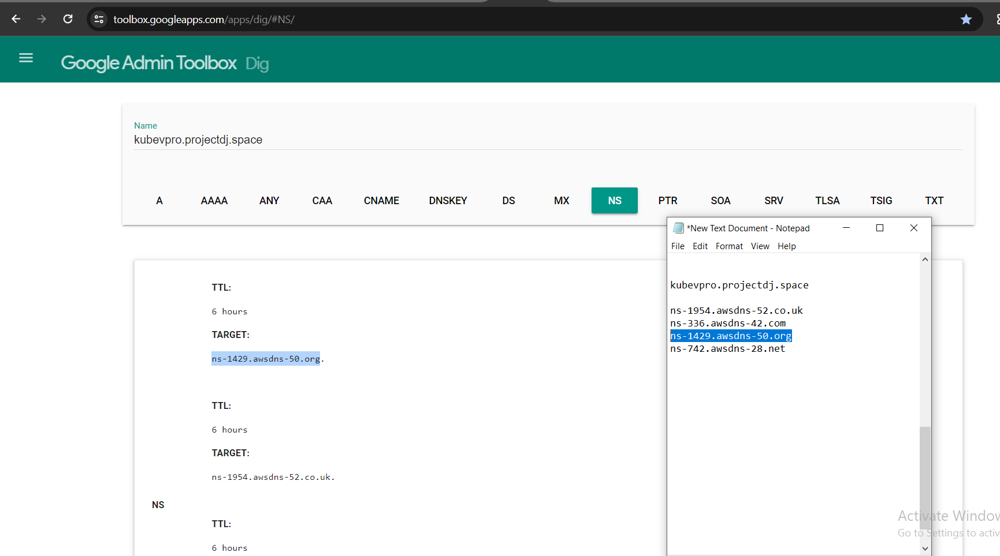 toolbox.googleapps.com/apps/dig/#NS/
Google Admin Toolbox Dig
Name
kubevpro.projectdj.space
A AAAA ANY CAA CNAME DNSKEY DS MX NS PTR SOA SRV TLSA TSIG TXT
TTL:
6 hours
TARGET:
ns-1429.awsdns-50.org.
TTL:
6 hours
TARGET:
ns-1954.awsdns-52.co.uk.
NS
TTL:
6 hours
*New Text Document - Notepad
File Edit Format View Help
kubevpro.projectdj.space
ns-1954.awsdns-52.co.uk
ns-336.awsdns-42.com
ns-1429.awsdns-50.org
ns-742.awsdns-28.net
Activate Window
Go to Settings to activ